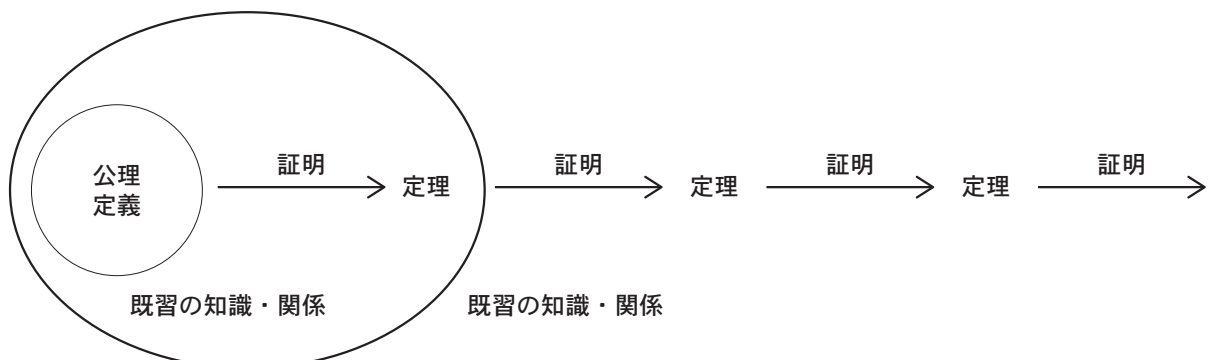 証明
証明
証明
証明
公理
定義
定理
定理
定理
既習の知識・関係
既習の知識・関係